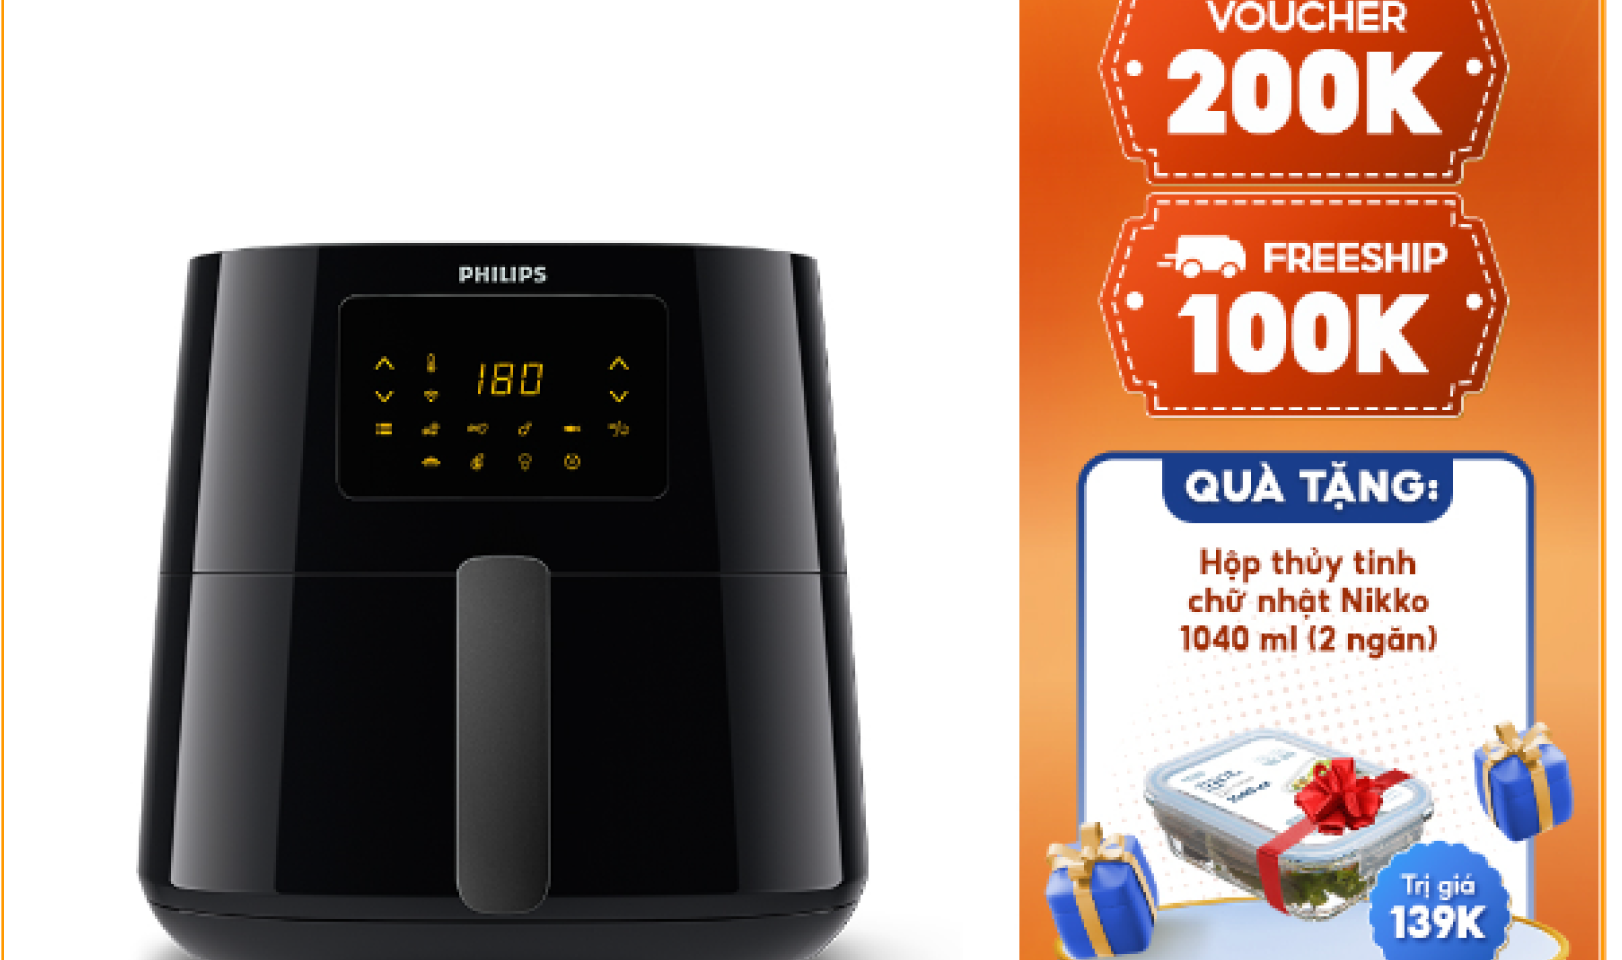 PHILIPS
180
VOUCHER
200K
FREESHIP
100K
QUÀ TẶNG:
Hộp thủy tinh
chữ nhật Nikko
1040 ml (2 ngăn)
Trị giá
139K